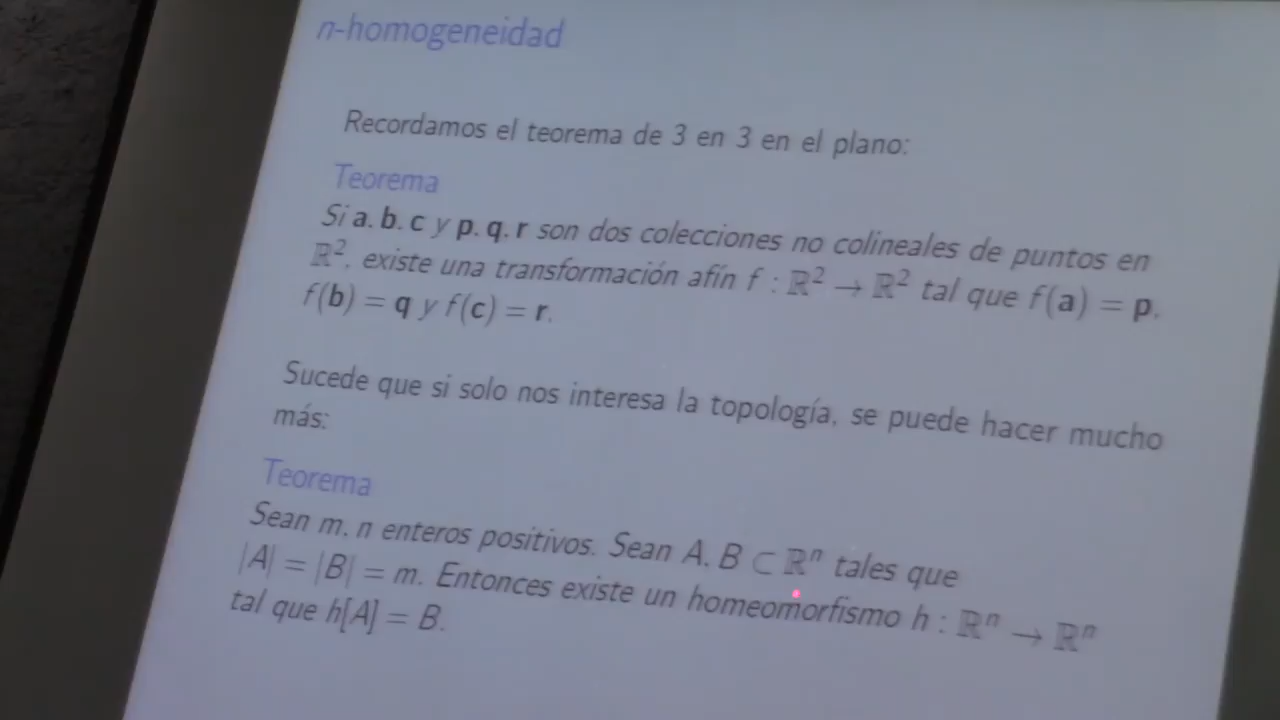 n-homogeneidad
Recordamos el teorema de 3 en 3 en el plano:
Teorema
Si a, b, c y p, q, r son dos colecciones no colineales de puntos en
ℝ², existe una transformación afín f : ℝ² → ℝ² tal que f(a) = p,
f(b) = q y f(c) = r.
Sucede que si solo nos interesa la topología, se puede hacer mucho
más:
Teorema
Sean m, n enteros positivos. Sean A, B ⊂ ℝⁿ tales que
|A| = |B| = m. Entonces existe un homeomorfismo h : ℝⁿ → ℝⁿ
tal que h[A] = B.